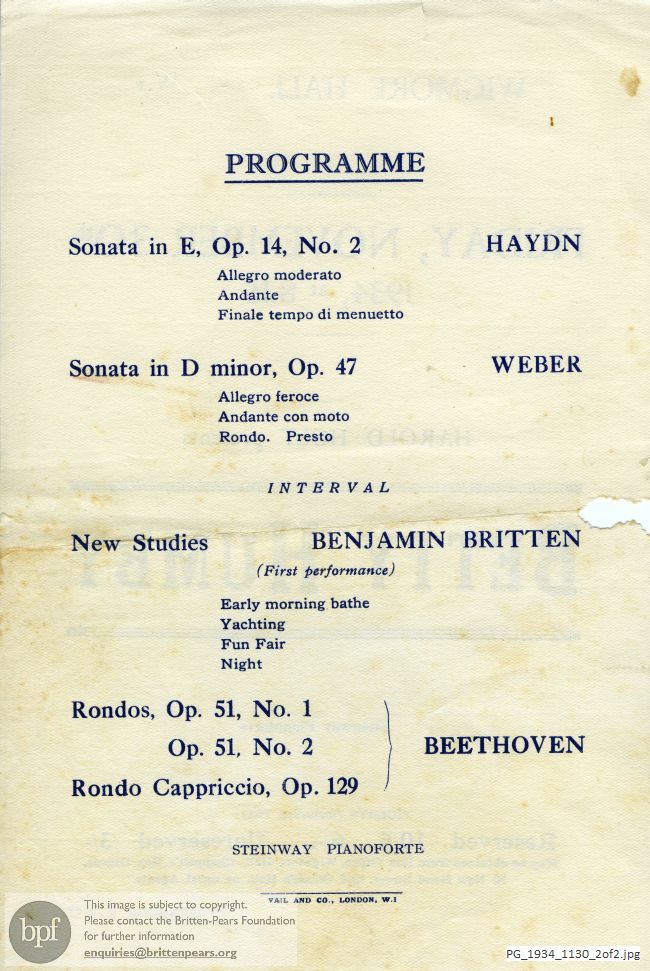 PROGRAMME
Sonata in E, Op. 14, No. 2 HAYDN
Allegro moderato
Andante
Finale tempo di menuetto
Sonata in D minor, Op. 47 WEBER
Allegro feroce
Andante con moto
Rondo. Presto
INTERVAL
New Studies BENJAMIN BRITTEN
(First performance)
Early morning bathe
Yachting
Fun Fair
Night
Rondos, Op. 51, No. 1
Op. 51, No. 2 BEETHOVEN
Rondo Cappriccio, Op. 129
STEINWAY PIANOFORTE
VAIL AND CO., LONDON, W.1
bpf
This image is subject to copyright.
Please contact the Britten-Pears Foundation
for further information
enquiries@brittenpears.org
PG_1934_1130_2of2.jpg